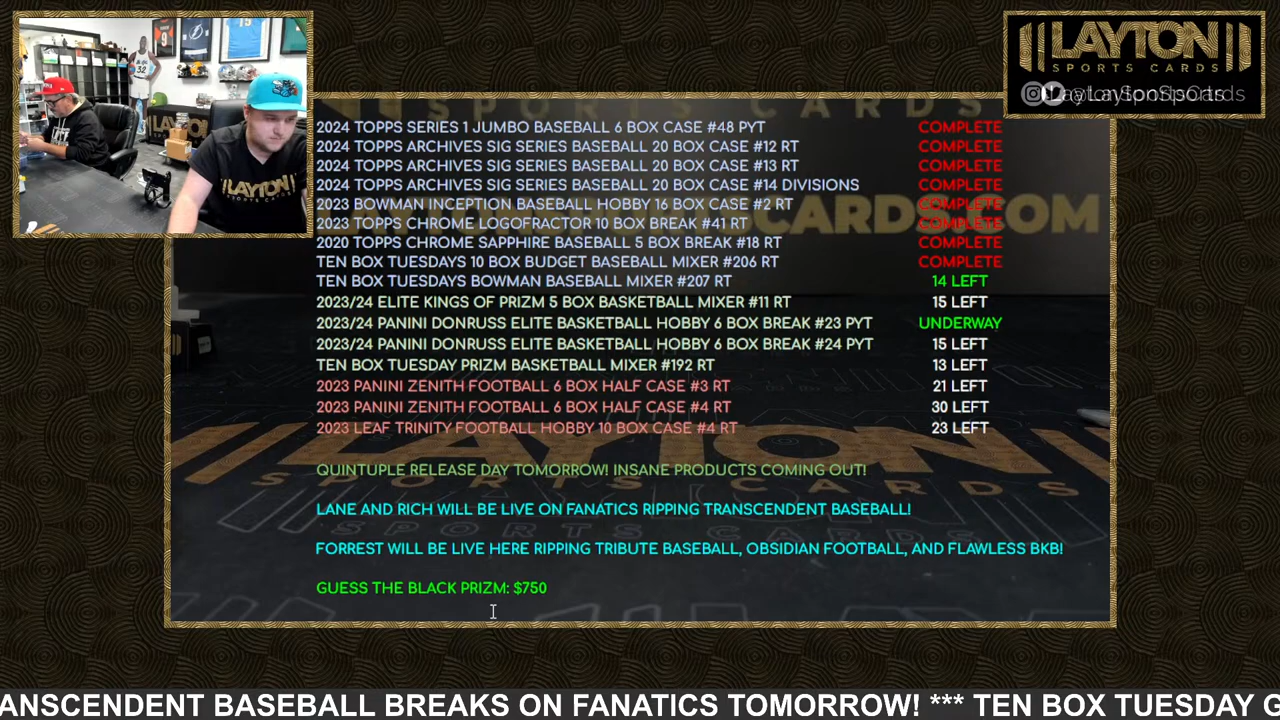 LAYTON
SPORTS CARDS
SPORTS CARDS
CARDS.COM
2024 TOPPS SERIES 1 JUMBO BASEBALL 6 BOX CASE #48 PYT COMPLETE
2024 TOPPS ARCHIVES SIG SERIES BASEBALL 20 BOX CASE #12 RT COMPLETE
2024 TOPPS ARCHIVES SIG SERIES BASEBALL 20 BOX CASE #13 RT COMPLETE
2024 TOPPS ARCHIVES SIG SERIES BASEBALL 20 BOX CASE #14 DIVISIONS COMPLETE
2023 BOWMAN INCEPTION BASEBALL HOBBY 16 BOX CASE #2 RT COMPLETE
2023 TOPPS CHROME LOGOFRACTOR 10 BOX BREAK #41 RT COMPLETE
2020 TOPPS CHROME SAPPHIRE BASEBALL 5 BOX BREAK #18 RT COMPLETE
TEN BOX TUESDAYS 10 BOX BUDGET BASEBALL MIXER #206 RT COMPLETE
TEN BOX TUESDAYS BOWMAN BASEBALL MIXER #207 RT 14 LEFT
2023/24 ELITE KINGS OF PRIZM 5 BOX BASKETBALL MIXER #11 RT 15 LEFT
2023/24 PANINI DONRUSS ELITE BASKETBALL HOBBY 6 BOX BREAK #23 PYT UNDERWAY
2023/24 PANINI DONRUSS ELITE BASKETBALL HOBBY 6 BOX BREAK #24 PYT 15 LEFT
TEN BOX TUESDAY PRIZM BASKETBALL MIXER #192 RT 13 LEFT
2023 PANINI ZENITH FOOTBALL 6 BOX HALF CASE #3 RT 21 LEFT
2023 PANINI ZENITH FOOTBALL 6 BOX HALF CASE #4 RT 30 LEFT
2023 LEAF TRINITY FOOTBALL HOBBY 10 BOX CASE #4 RT 23 LEFT
LAYTON
SPORTS CARDS
QUINTUPLE RELEASE DAY TOMORROW! INSANE PRODUCTS COMING OUT!
LANE AND RICH WILL BE LIVE ON FANATICS RIPPING TRANSCENDENT BASEBALL!
FORREST WILL BE LIVE HERE RIPPING TRIBUTE BASEBALL, OBSIDIAN FOOTBALL, AND FLAWLESS BKB!
GUESS THE BLACK PRIZM: $750
ANSCENDENT BASEBALL BREAKS ON FANATICS TOMORROW! *** TEN BOX TUESDAY G